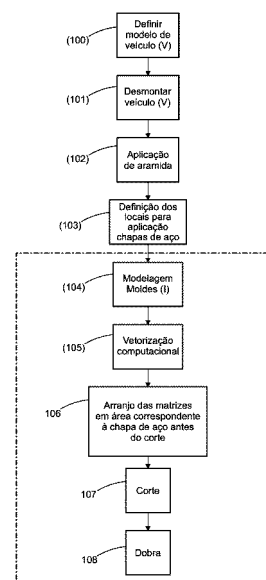 (100)
Definir
modelo de
veículo (V)
(101)
Desmontar
veículo (V)
(102)
Aplicação
de aramida
(103)
Definição dos
locais para
aplicação
chapas de aço
(104)
Modelagem
Moldes (I)
(105)
Vetorização
computacional
106
Arranjo das matrizes
em área correspondente
à chapa de aço antes
do corte
107
Corte
108
Dobra